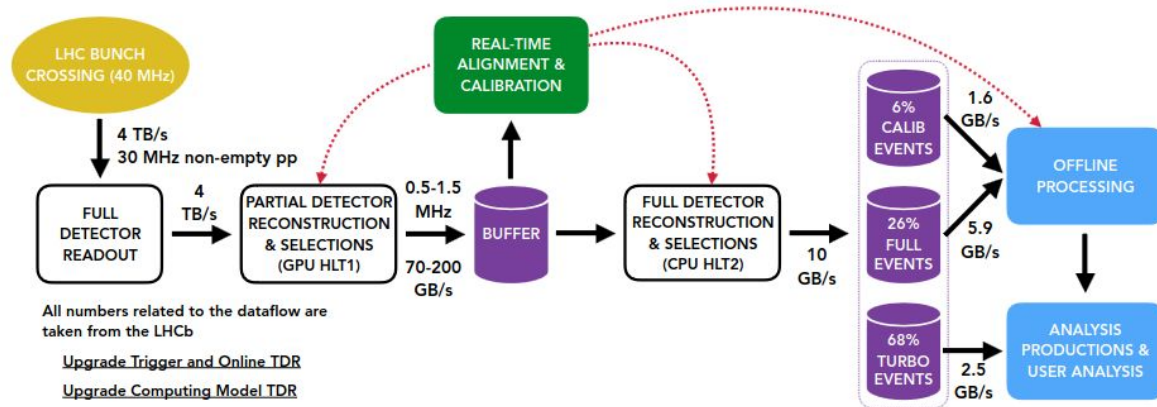 LHC BUNCH
CROSSING (40 MHz)
4 TB/s
30 MHz non-empty pp
FULL
DETECTOR
READOUT
4
TB/s
PARTIAL DETECTOR
RECONSTRUCTION
& SELECTIONS
(GPU HLT1)
0.5-1.5
MHz
70-200
GB/s
BUFFER
REAL-TIME
ALIGNMENT &
CALIBRATION
FULL DETECTOR
RECONSTRUCTION
& SELECTIONS
(CPU HLT2)
10
GB/s
6%
CALIB
EVENTS
26%
FULL
EVENTS
68%
TURBO
EVENTS
1.6
GB/s
5.9
GB/s
2.5
GB/s
OFFLINE
PROCESSING
ANALYSIS
PRODUCTIONS &
USER ANALYSIS
All numbers related to the dataflow are
taken from the LHCb
Upgrade Trigger and Online TDR
Upgrade Computing Model TDR